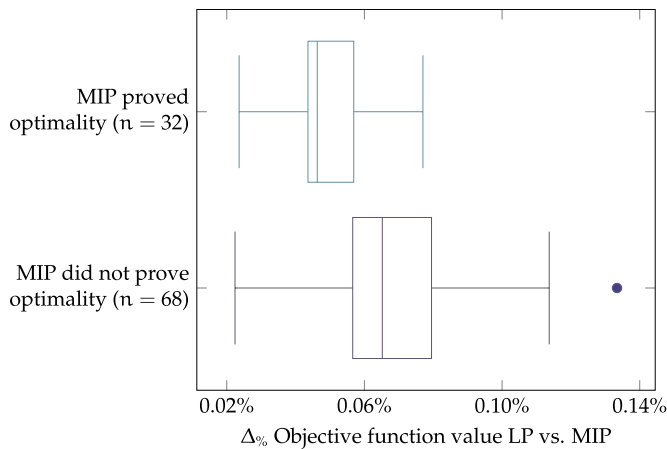 MIP proved
optimality (n = 32)
MIP did not prove
optimality (n = 68)
0.02% 0.06% 0.10% 0.14%
Δ% Objective function value LP vs. MIP